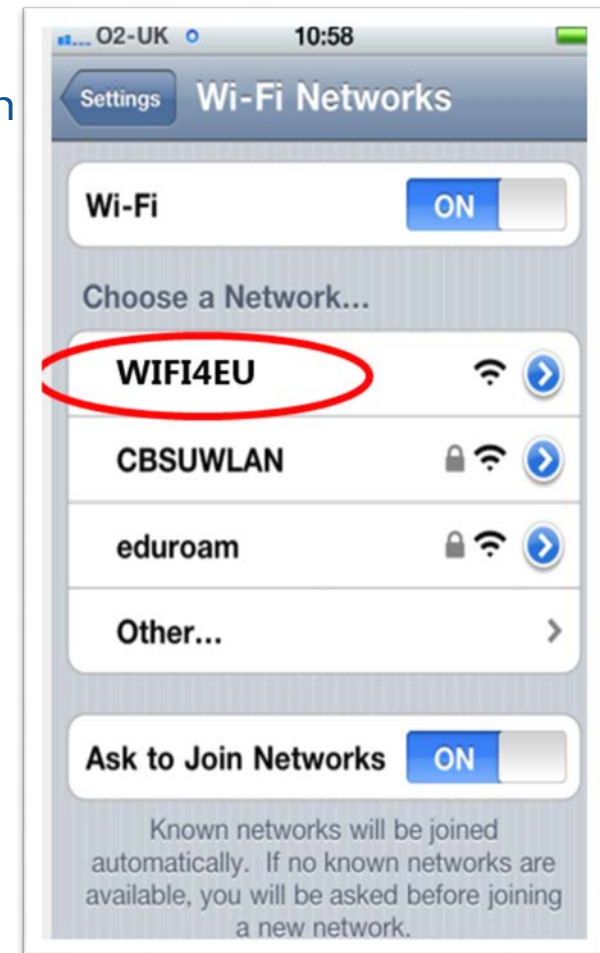 O2-UK 10:58
n
Settings Wi-Fi Networks
Wi-Fi ON
Choose a Network...
WIFI4EU
CBSUWLAN
eduroam
Other...
Ask to Join Networks ON
Known networks will be joined
automatically. If no known networks are
available, you will be asked before joining
a new network.